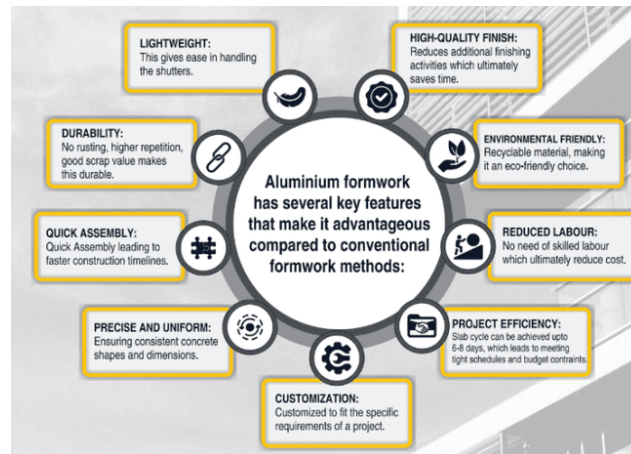 LIGHTWEIGHT:
This gives ease in handling
the shutters.
HIGH-QUALITY FINISH:
Reduces additional finishing
activities which ultimately
saves time.
DURABILITY:
No rusting, higher repetition,
good scrap value makes
this durable.
ENVIRONMENTAL FRIENDLY:
Recyclable material, making
it an eco-friendly choice.
Aluminium formwork
has several key features
that make it advantageous
compared to conventional
formwork methods:
QUICK ASSEMBLY:
Quick Assembly leading to
faster construction timelines.
REDUCED LABOUR:
No need of skilled labour
which ultimately reduce cost.
PRECISE AND UNIFORM:
Ensuring consistent concrete
shapes and dimensions.
PROJECT EFFICIENCY:
Slab cycle can be achieved upto
6-8 days, which leads to meeting
tight schedules and budget contraints.
CUSTOMIZATION:
Customized to fit the specific
requirements of a project.